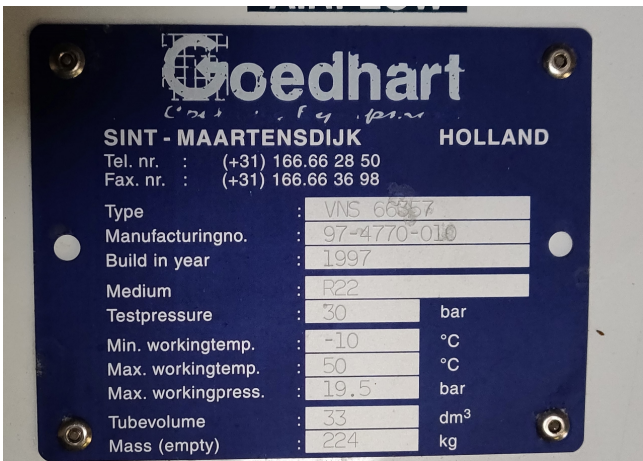 Goedhart
SINT - MAARTENSDIJK HOLLAND
Tel. nr. : (+31) 166.66 28 50
Fax. nr. : (+31) 166.66 36 98
Type : VNS 66357
Manufacturingno. : 97-4770-010
Build in year : 1997
Medium : R22
Testpressure : 30 bar
Min. workingtemp. : -10 °C
Max. workingtemp. : 50 °C
Max. workingpress. : 19.5 bar
Tubevolume : 33 dm³
Mass (empty) : 224 kg